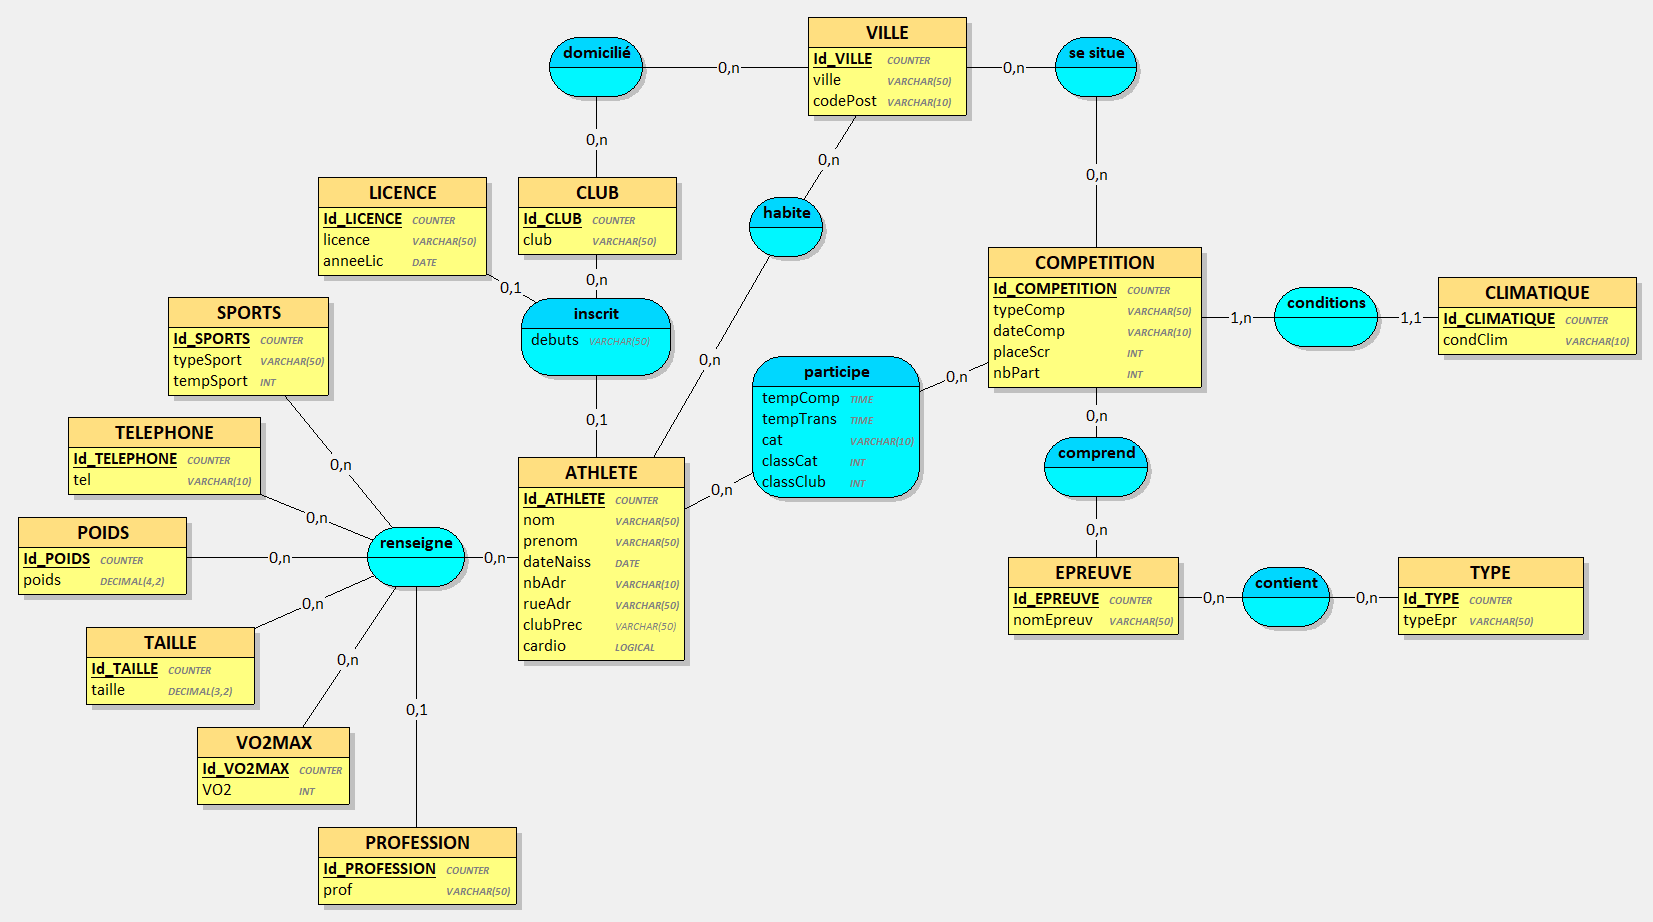 VILLE
Id_VILLE COUNTER
ville VARCHAR(50)
codePost VARCHAR(10)
domicilié
0,n
0,n
se situe
0,n
0,n
0,n
LICENCE
Id_LICENCE COUNTER
licence VARCHAR(50)
anneeLic DATE
CLUB
Id_CLUB COUNTER
club VARCHAR(50)
habite
0,n
0,1
0,n
inscrit
debuts VARCHAR(50)
0,1
COMPETITION
Id_COMPETITION COUNTER
typeComp VARCHAR(50)
dateComp VARCHAR(10)
placeScr INT
nbPart INT
1,n
conditions
1,1
CLIMATIQUE
Id_CLIMATIQUE COUNTER
condClim VARCHAR(10)
SPORTS
Id_SPORTS COUNTER
typeSport VARCHAR(50)
tempSport INT
participe
tempComp TIME
tempTrans TIME
cat VARCHAR(10)
classCat INT
classClub INT
0,n
0,n
0,n
comprend
0,n
TELEPHONE
Id_TELEPHONE COUNTER
tel VARCHAR(10)
0,n
0,n
ATHLETE
Id_ATHLETE COUNTER
nom VARCHAR(50)
prenom VARCHAR(50)
dateNaiss DATE
nbAdr VARCHAR(10)
rueAdr VARCHAR(50)
clubPrec VARCHAR(50)
cardio LOGICAL
POIDS
Id_POIDS COUNTER
poids DECIMAL(4,2)
0,n
renseigne
0,n
EPREUVE
Id_EPREUVE COUNTER
nomEpreuv VARCHAR(50)
0,n
contient
0,n
TYPE
Id_TYPE COUNTER
typeEpr VARCHAR(50)
TAILLE
Id_TAILLE COUNTER
taille DECIMAL(3,2)
0,n
0,n
0,1
VO2MAX
Id_VO2MAX COUNTER
VO2 INT
PROFESSION
Id_PROFESSION COUNTER
prof VARCHAR(50)